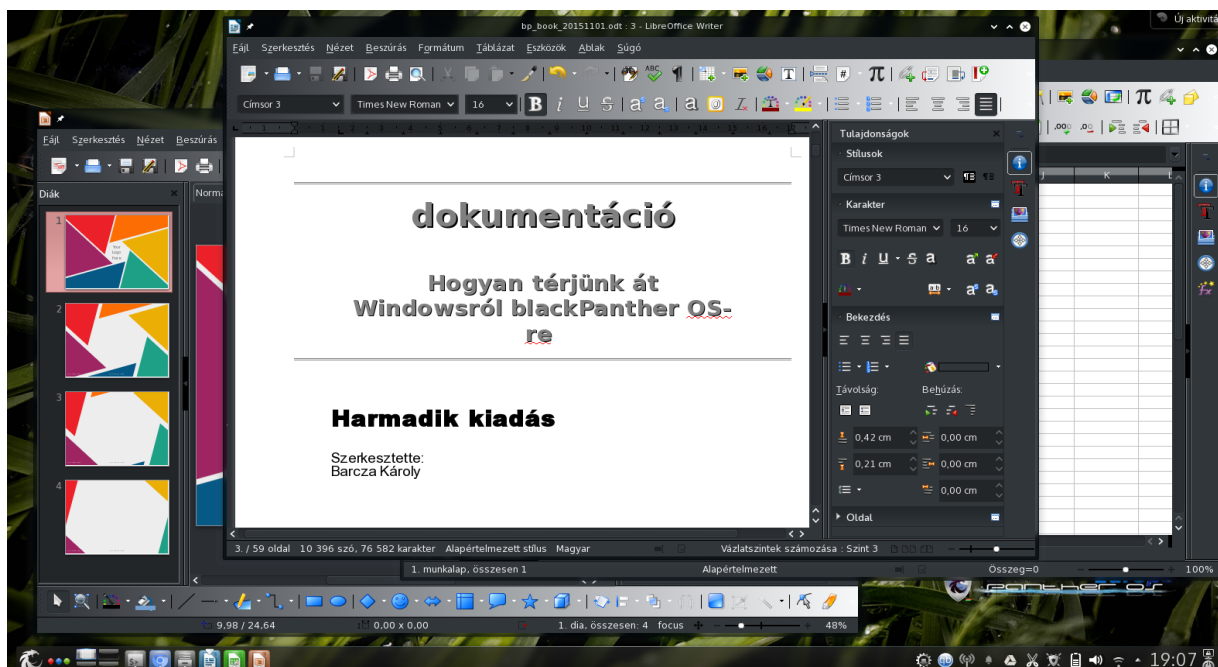 bp_book_20151101.odt : 3 - LibreOffice Writer
Új aktivitá
Fájl Szerkesztés Nézet Beszúrás Formátum Táblázat Eszközök Ablak Súgó
Címsor 3 Times New Roman 16
Fájl Szerkesztés Nézet Beszúrás
Diák
Norma
1
2
3
4
dokumentáció
Hogyan térjünk át
Windowsról blackPanther OS-
re
Harmadik kiadás
Szerkesztette:
Barcza Károly
Tulajdonságok
Stílusok
Címsor 3
Karakter
Times New Roman 16
Bekezdés
Távolság: Behúzás:
0,42 cm 0,00 cm
0,21 cm 0,00 cm
0,00 cm
Oldal
J K L
3. / 59 oldal 10 396 szó, 76 582 karakter Alapértelmezett stílus Magyar Vázlatszintek számozása : Szint 3
1. munkalap, összesen 1 Alapértelmezett Összeg=0 100%
panther os
9,98 / 24,64 0,00 x 0,00 1. dia, összesen: 4 focus 48%
19:07